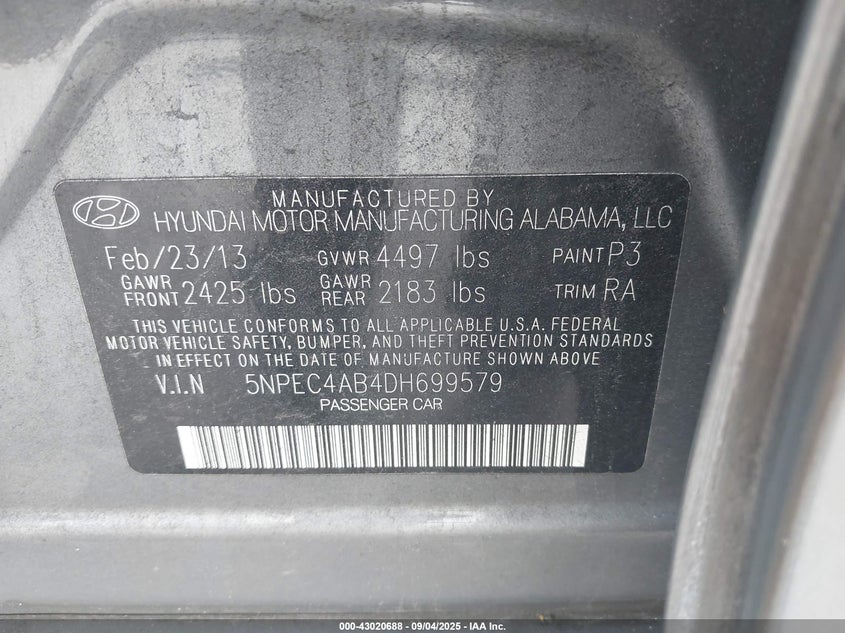 MANUFACTURED BY
HYUNDAI MOTOR MANUFACTURING ALABAMA, LLC
Feb/23/13 GVWR 4497 lbs PAINT P3
GAWR FRONT 2425 lbs GAWR REAR 2183 lbs TRIM RA
THIS VEHICLE CONFORMS TO ALL APPLICABLE U.S.A. FEDERAL
MOTOR VEHICLE SAFETY, BUMPER, AND THEFT PREVENTION STANDARDS
IN EFFECT ON THE DATE OF MANUFACTURE SHOWN ABOVE
V.I.N 5NPEC4AB4DH699579
PASSENGER CAR
000-43020688 - 09/04/2025 - IAA Inc.